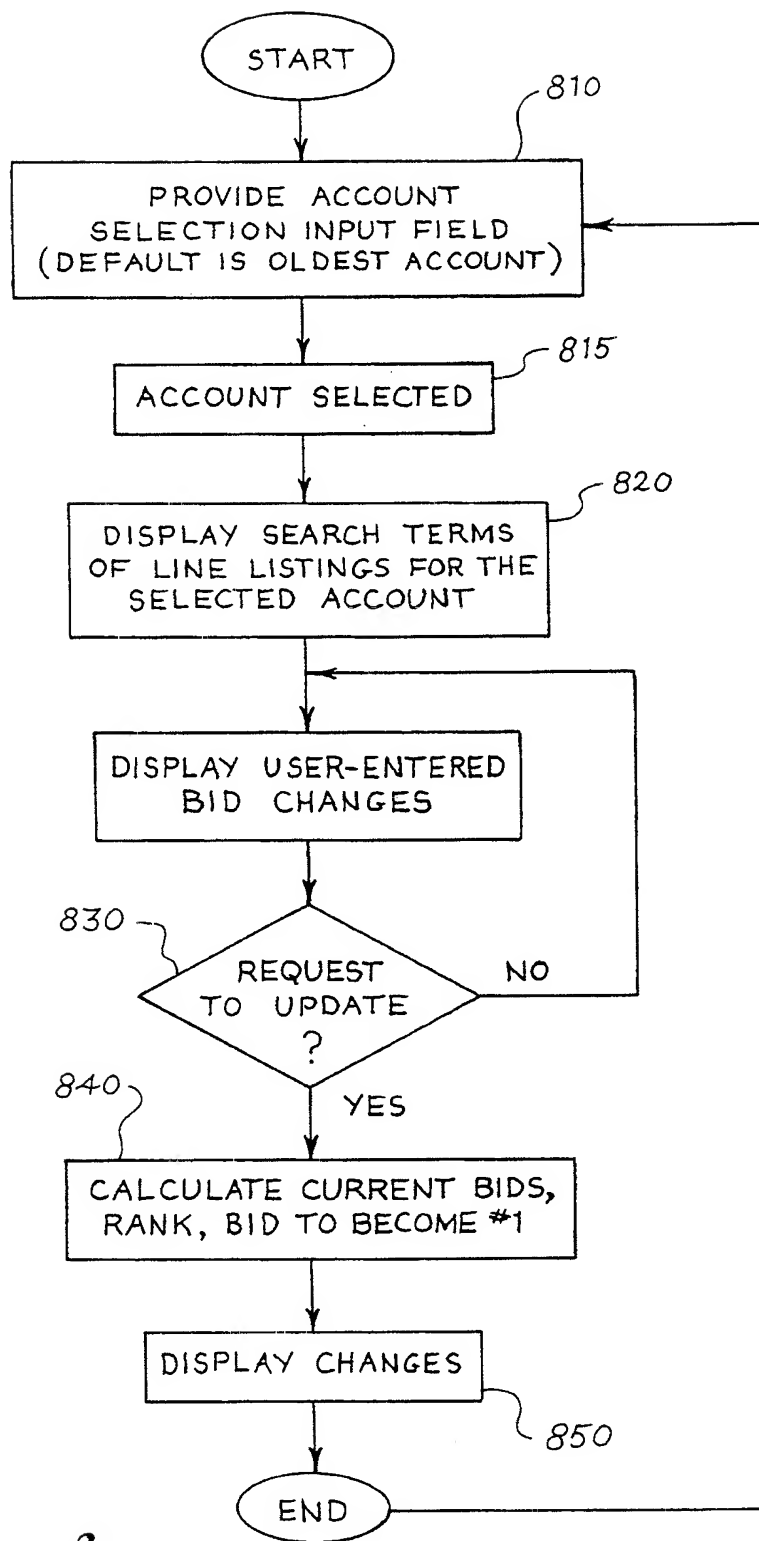 START
810
PROVIDE ACCOUNT
SELECTION INPUT FIELD
(DEFAULT IS OLDEST ACCOUNT)
815
ACCOUNT SELECTED
820
DISPLAY SEARCH TERMS
OF LINE LISTINGS FOR THE
SELECTED ACCOUNT
DISPLAY USER-ENTERED
BID CHANGES
830
REQUEST
TO UPDATE
?
NO
YES
840
CALCULATE CURRENT BIDS,
RANK, BID TO BECOME #1
DISPLAY CHANGES
850
END